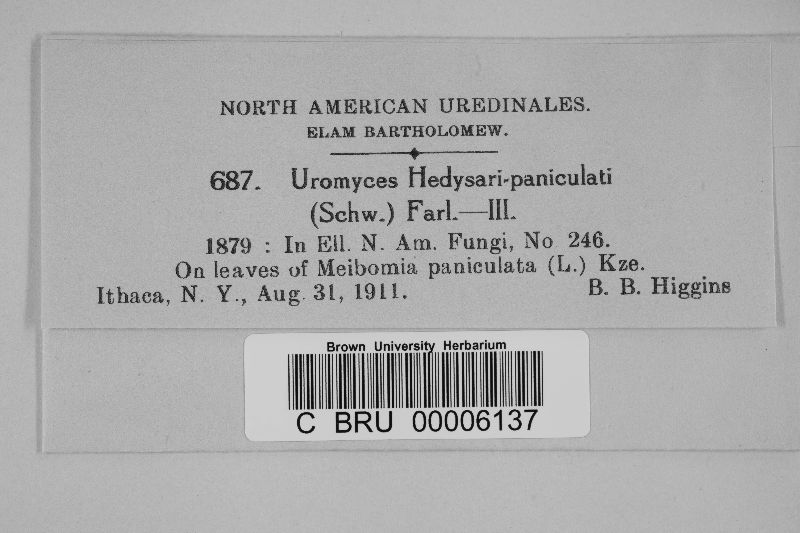 NORTH AMERICAN UREDINALES.
ELAM BARTHOLOMEW.
687. Uromyces Hedysari-paniculati
(Schw.) Farl.—III.
1879 : In Ell. N. Am. Fungi, No 246.
On leaves of Meibomia paniculata (L.) Kze.
Ithaca, N. Y., Aug. 31, 1911. B. B. Higgins
Brown University Herbarium
C BRU 00006137